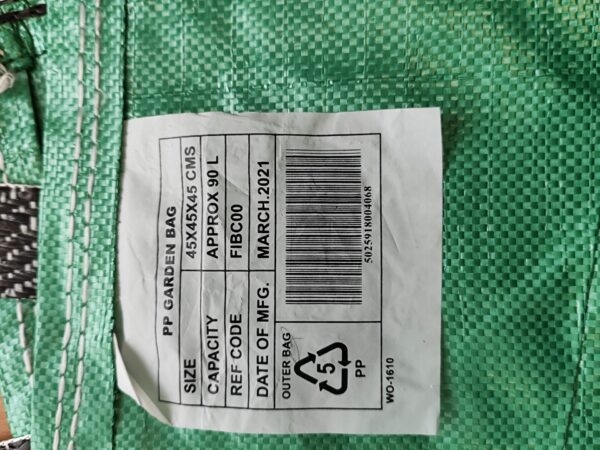 PP GARDEN BAG
SIZE 45X45X45 CMS
CAPACITY APPROX 90 L
REF CODE FIBC00
DATE OF MFG. MARCH.2021
OUTER BAG
5
PP
5025918004068
WO-1610